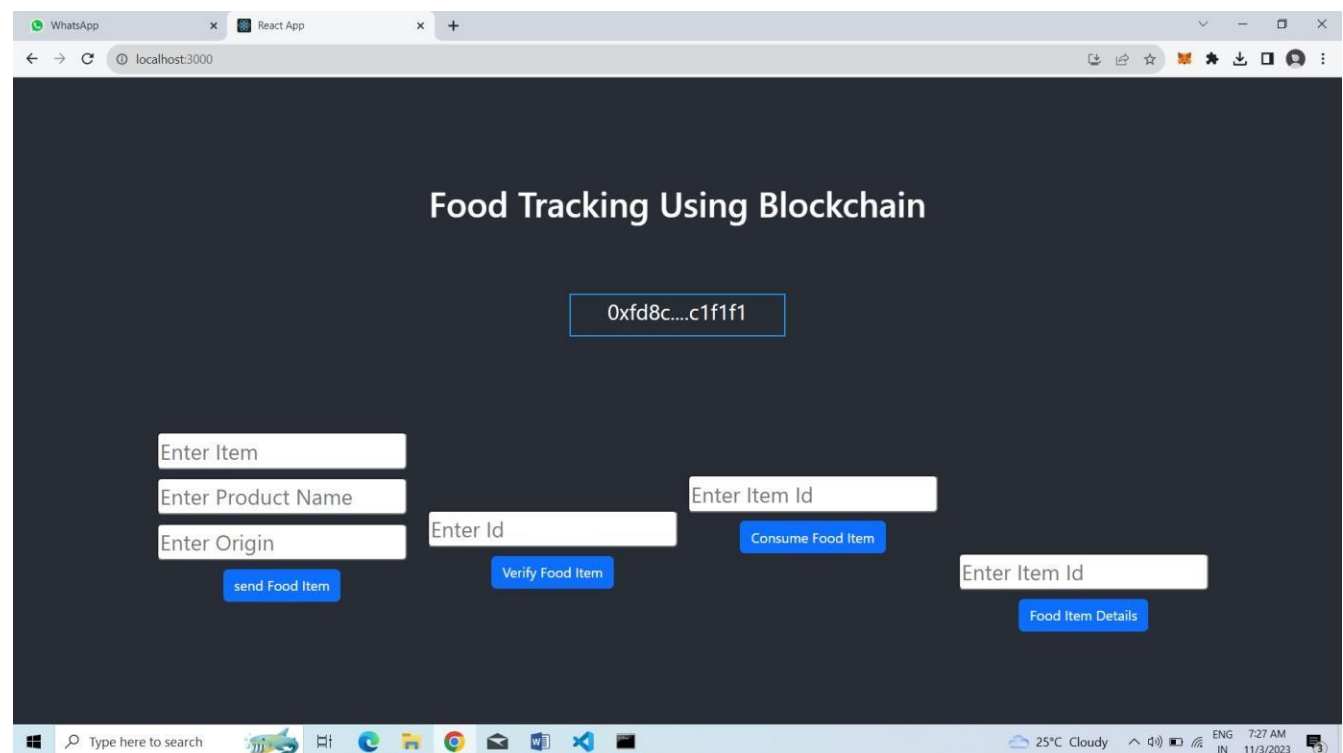 WhatsApp
React App
localhost:3000
Food Tracking Using Blockchain
0xfd8c....c1f1f1
Enter Item
Enter Product Name
Enter Origin
send Food Item
Enter Id
Verify Food Item
Enter Item Id
Consume Food Item
Enter Item Id
Food Item Details
Type here to search
25°C Cloudy
ENG
IN
7:27 AM
11/3/2023